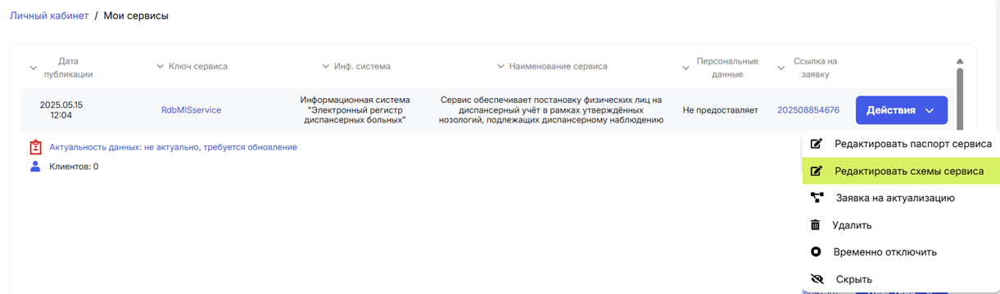 Личный кабинет / Мои сервисы
Дата публикации
Ключ сервиса
Инф. система
Наименование сервиса
Персональные данные
Ссылка на заявку
2025.05.15
12:04
RdbMISservice
Информационная система
"Электронный регистр
диспансерных больных"
Сервис обеспечивает постановку физических лиц на
диспансерный учёт в рамках утверждённых
нозологий, подлежащих диспансерному наблюдению
Не предоставляет
202508854676
Действия
Актуальность данных: не актуально, требуется обновление
Клиентов: 0
Редактировать паспорт сервиса
Редактировать схемы сервиса
Заявка на актуализацию
Удалить
Временно отключить
Скрыть